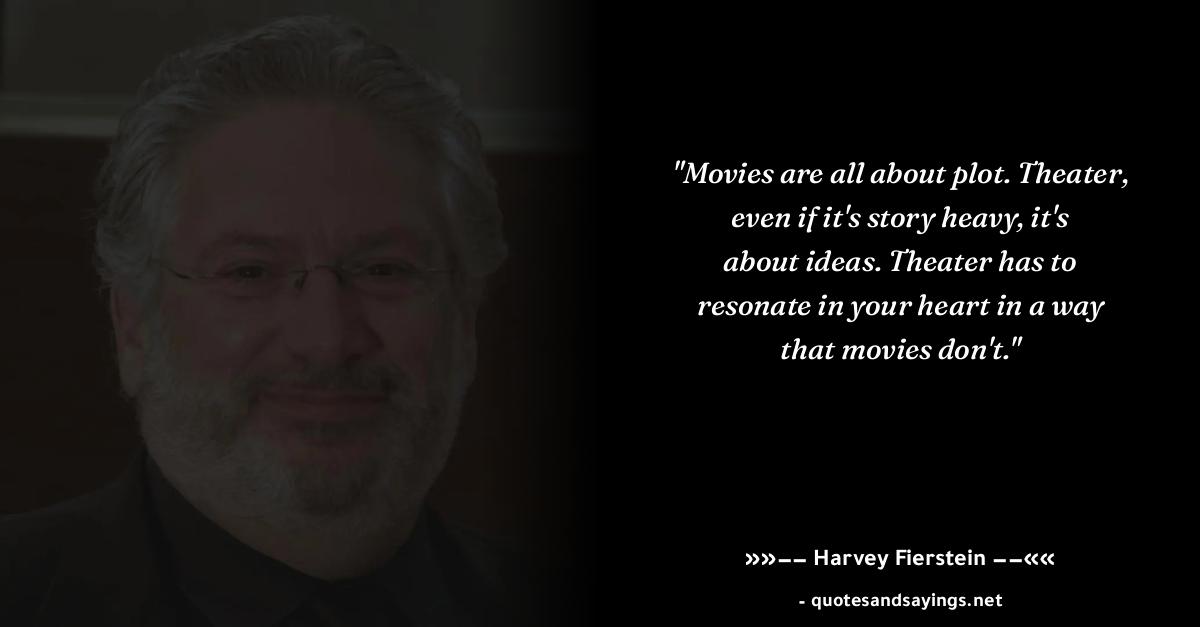 "Movies are all about plot. Theater,
even if it's story heavy, it's
about ideas. Theater has to
resonate in your heart in a way
that movies don't."
»»–– Harvey Fierstein ––««
- quotesandsayings.net